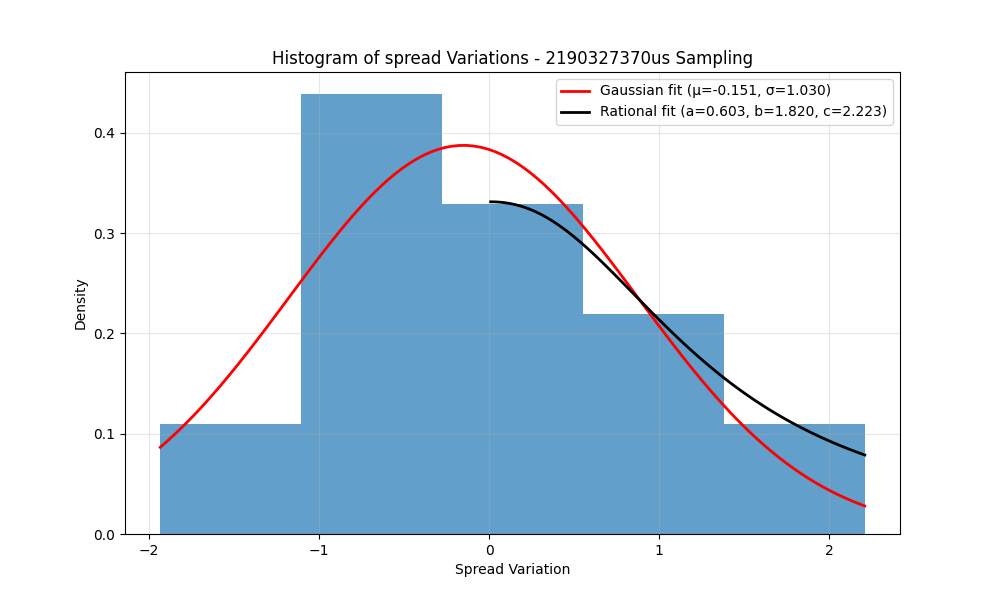 Histogram of spread Variations - 2190327370us Sampling
Gaussian fit (μ=-0.151, σ=1.030)
Rational fit (a=0.603, b=1.820, c=2.223)
Density
0.4
0.3
0.2
0.1
0.0
−2 −1 0 1 2
Spread Variation